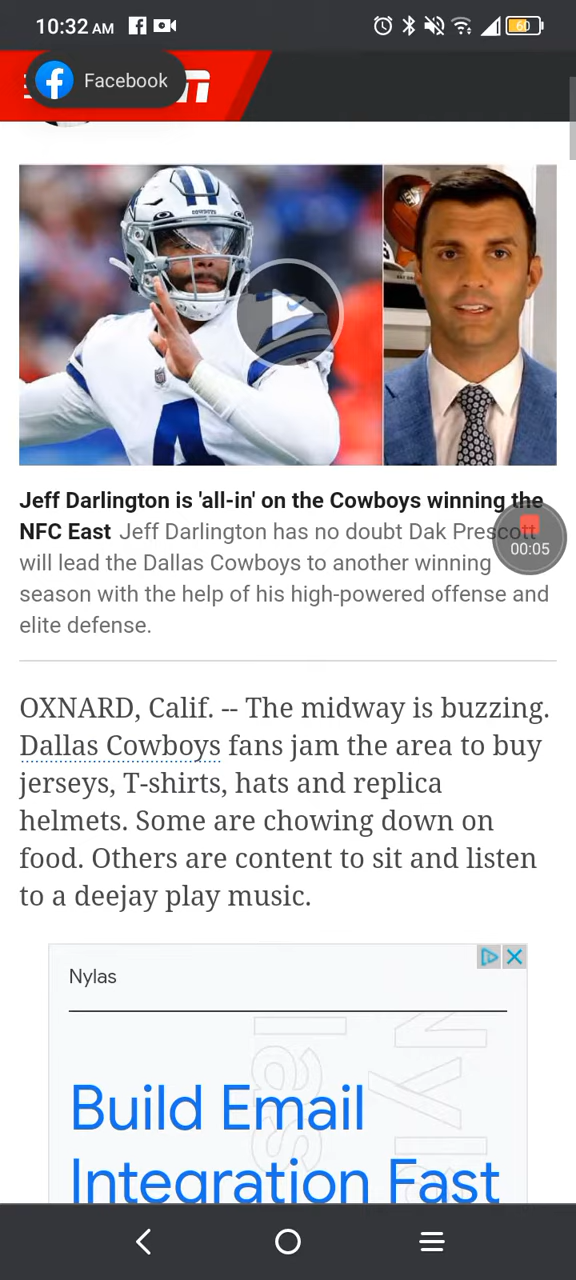 10:32 AM
60
Facebook
COWBOYS
4
Jeff Darlington is 'all-in' on the Cowboys winning the
NFC East Jeff Darlington has no doubt Dak Prescott
00:05
will lead the Dallas Cowboys to another winning
season with the help of his high-powered offense and
elite defense.
OXNARD, Calif. -- The midway is buzzing.
Dallas Cowboys fans jam the area to buy
jerseys, T-shirts, hats and replica
helmets. Some are chowing down on
food. Others are content to sit and listen
to a deejay play music.
Nylas
Build Email
Integration Fast